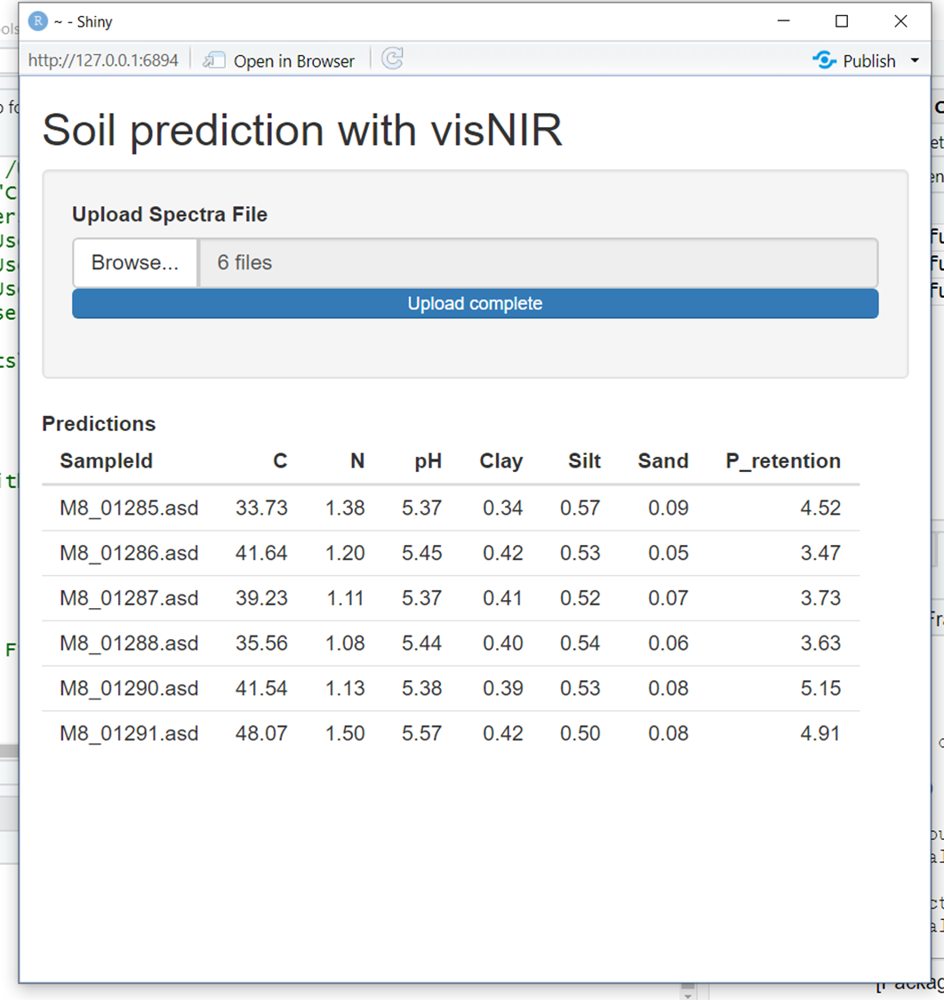 ~ - Shiny
http://127.0.0.1:6894 Open in Browser Publish
Soil prediction with visNIR
Upload Spectra File
Browse... 6 files
Upload complete
Predictions
SampleId C N pH Clay Silt Sand P_retention
M8_01285.asd 33.73 1.38 5.37 0.34 0.57 0.09 4.52
M8_01286.asd 41.64 1.20 5.45 0.42 0.53 0.05 3.47
M8_01287.asd 39.23 1.11 5.37 0.41 0.52 0.07 3.73
M8_01288.asd 35.56 1.08 5.44 0.40 0.54 0.06 3.63
M8_01290.asd 41.54 1.13 5.38 0.39 0.53 0.08 5.15
M8_01291.asd 48.07 1.50 5.57 0.42 0.50 0.08 4.91